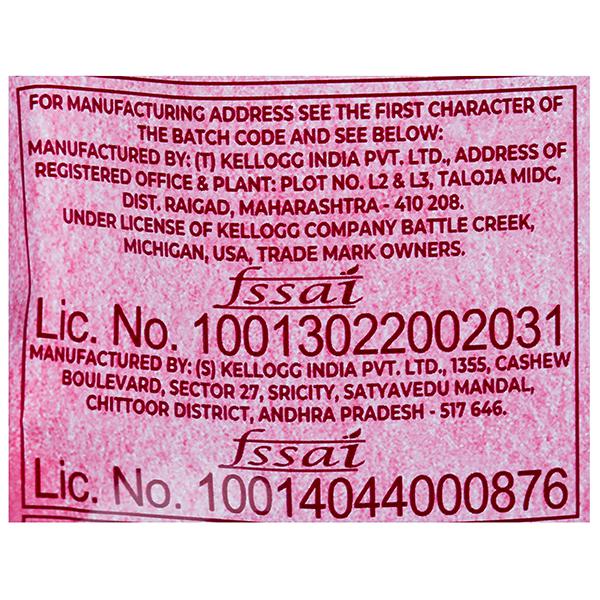 FOR MANUFACTURING ADDRESS SEE THE FIRST CHARACTER OF
THE BATCH CODE AND SEE BELOW:
MANUFACTURED BY: (T) KELLOGG INDIA PVT. LTD., ADDRESS OF
REGISTERED OFFICE & PLANT: PLOT NO. L2 & L3, TALOJA MIDC,
DIST. RAIGAD, MAHARASHTRA - 410 208.
UNDER LICENSE OF KELLOGG COMPANY BATTLE CREEK,
MICHIGAN, USA, TRADE MARK OWNERS.
fssai
Lic. No. 10013022002031
MANUFACTURED BY: (S) KELLOGG INDIA PVT. LTD., 1355, CASHEW
BOULEVARD, SECTOR 27, SRICITY, SATYAVEDU MANDAL,
CHITTOOR DISTRICT, ANDHRA PRADESH - 517 646.
fssai
Lic. No. 10014044000876